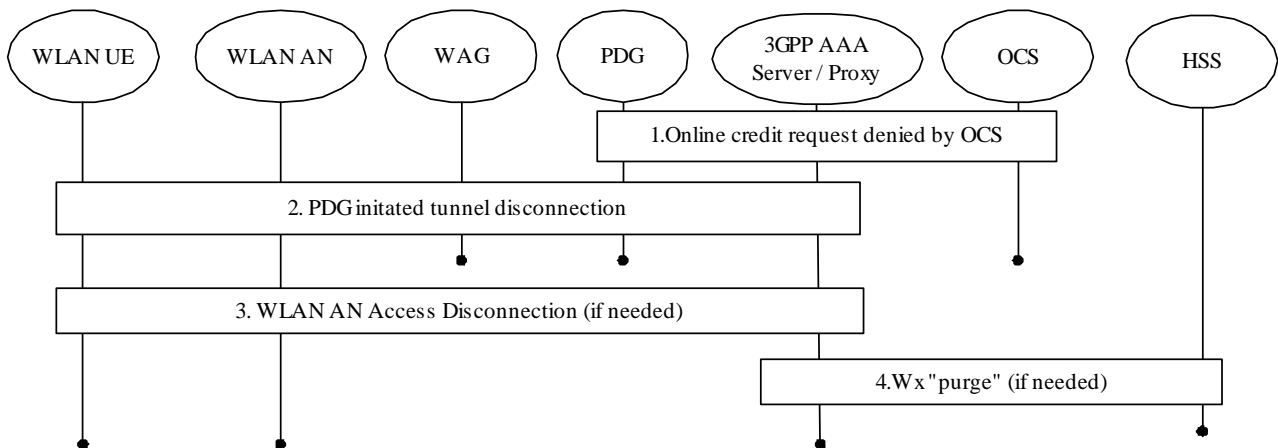 WLAN UE
WLAN AN
WAG
PDG
3GPP AAA
Server / Proxy
OCS
HSS
1.Online credit request denied by OCS
2. PDG initated tunnel disconnection
3. WLAN AN Access Disconnection (if needed)
4.Wx "purge" (if needed)